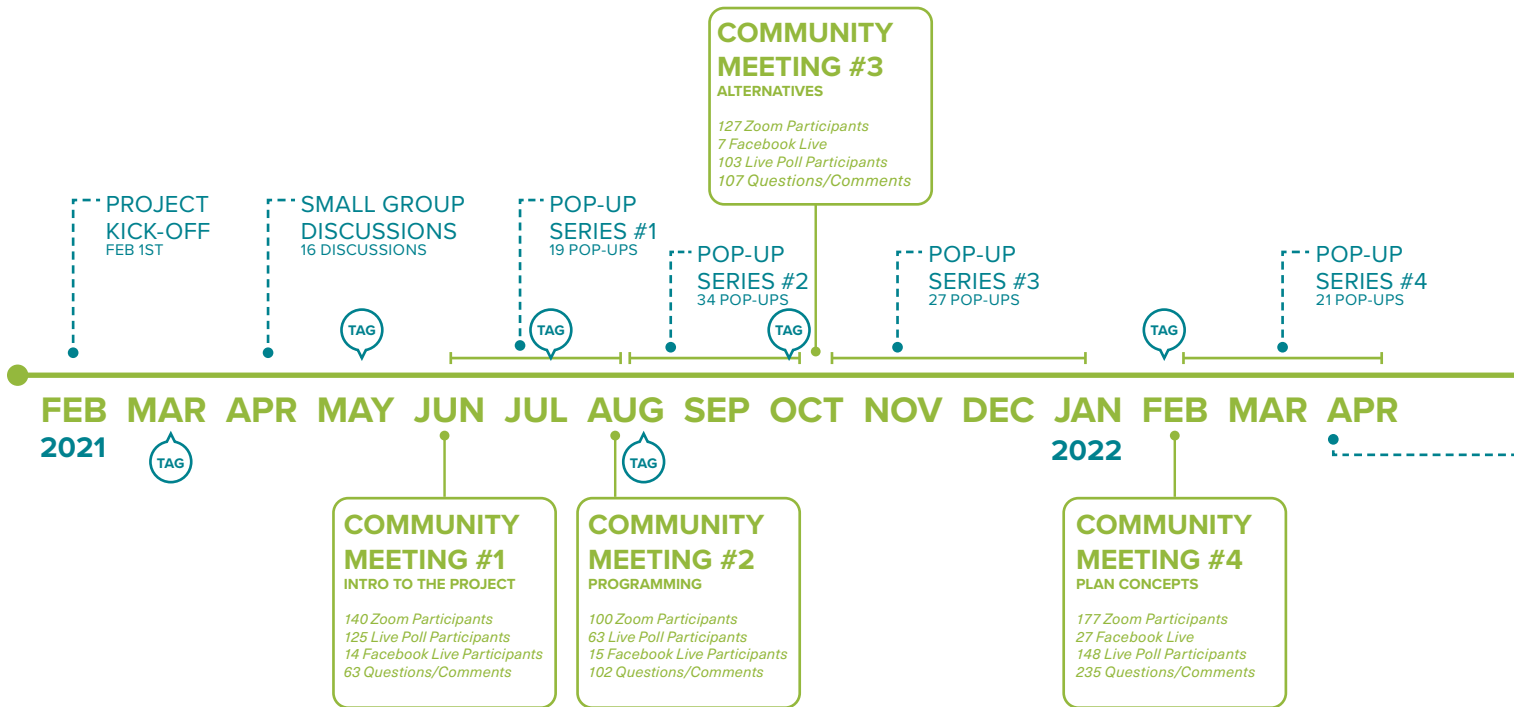 COMMUNITY
MEETING #3
ALTERNATIVES
127 Zoom Participants
7 Facebook Live
103 Live Poll Participants
107 Questions/Comments
PROJECT
KICK-OFF
FEB 1ST
SMALL GROUP
DISCUSSIONS
16 DISCUSSIONS
POP-UP
SERIES #1
19 POP-UPS
POP-UP
SERIES #2
34 POP-UPS
POP-UP
SERIES #3
27 POP-UPS
POP-UP
SERIES #4
21 POP-UPS
TAG
TAG
TAG
TAG
FEB MAR APR MAY JUN JUL AUG SEP OCT NOV DEC JAN FEB MAR APR
2021
2022
TAG
TAG
COMMUNITY
MEETING #1
INTRO TO THE PROJECT
140 Zoom Participants
125 Live Poll Participants
14 Facebook Live Participants
63 Questions/Comments
COMMUNITY
MEETING #2
PROGRAMMING
100 Zoom Participants
63 Live Poll Participants
15 Facebook Live Participants
102 Questions/Comments
COMMUNITY
MEETING #4
PLAN CONCEPTS
177 Zoom Participants
27 Facebook Live
148 Live Poll Participants
235 Questions/Comments